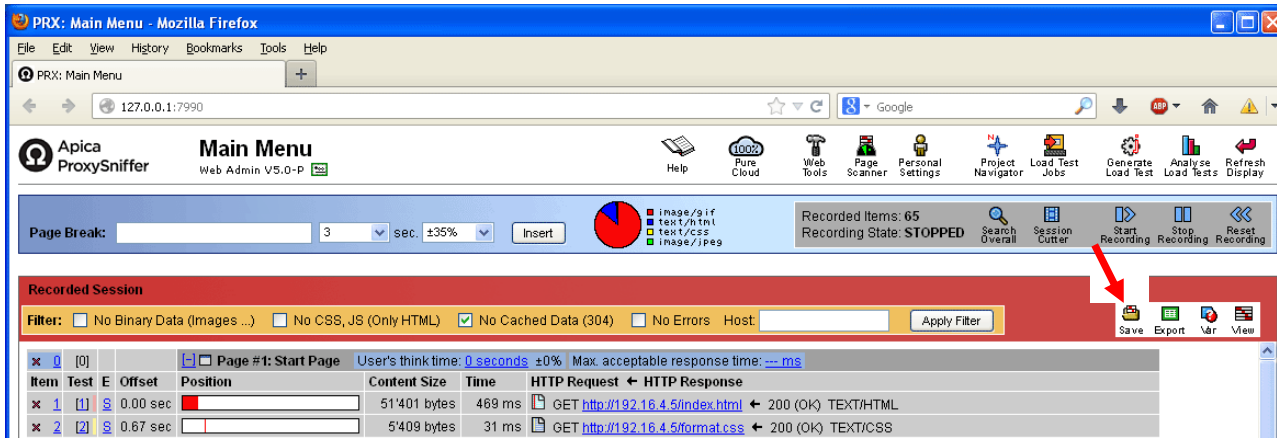 PRX: Main Menu - Mozilla Firefox
File Edit View History Bookmarks Tools Help
PRX: Main Menu +
127.0.0.1:7990
Google
ABP
Apica
ProxySniffer
Main Menu
Web Admin V5.0-P
Help
100%
Pure
Cloud
Web
Tools
Page
Scanner
Personal
Settings
Project
Navigator
Load Test
Jobs
Generate
Load Test
Analyse
Load Tests
Refresh
Display
Page Break: 3 sec. ±35% Insert
image/gif
text/html
text/css
image/jpeg
Recorded Items: 65
Recording State: STOPPED
Search
Overall
Session
Cutter
Start
Recording
Stop
Recording
Reset
Recording
Recorded Session
Filter: No Binary Data (Images ...) No CSS, JS (Only HTML) No Cached Data (304) No Errors Host: Apply Filter
Save Export Var View
0 [0] [-] Page #1: Start Page User's think time: 0 seconds ±0% Max. acceptable response time: --- ms
Item Test E Offset Position Content Size Time HTTP Request ← HTTP Response
1 [1] S 0.00 sec 51'401 bytes 469 ms GET http://192.16.4.5/index.html ← 200 (OK) TEXT/HTML
2 [2] S 0.67 sec 5'409 bytes 31 ms GET http://192.16.4.5/format.css ← 200 (OK) TEXT/CSS